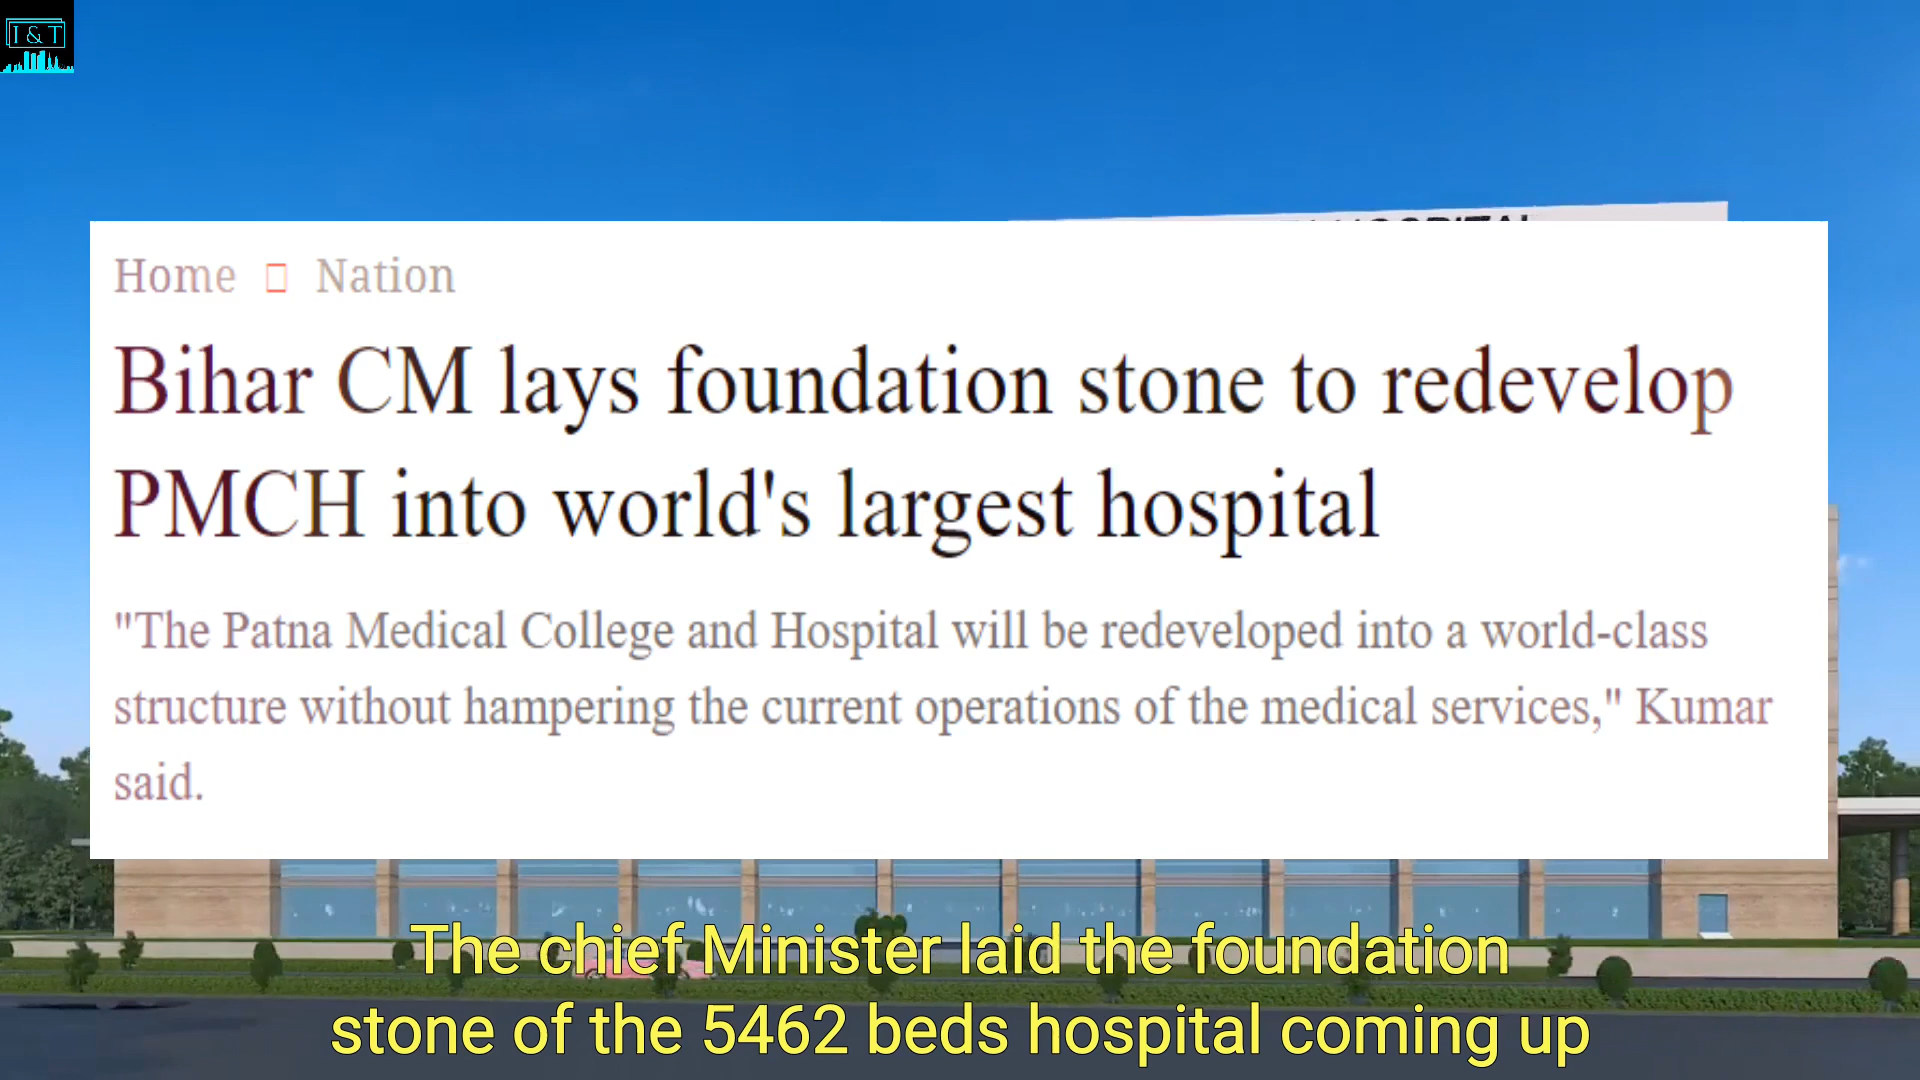 I & T
HOSPITAL
Home Nation
Bihar CM lays foundation stone to redevelop
PMCH into world's largest hospital
"The Patna Medical College and Hospital will be redeveloped into a world-class
structure without hampering the current operations of the medical services," Kumar
said.
The chief Minister laid the foundation
stone of the 5462 beds hospital coming up